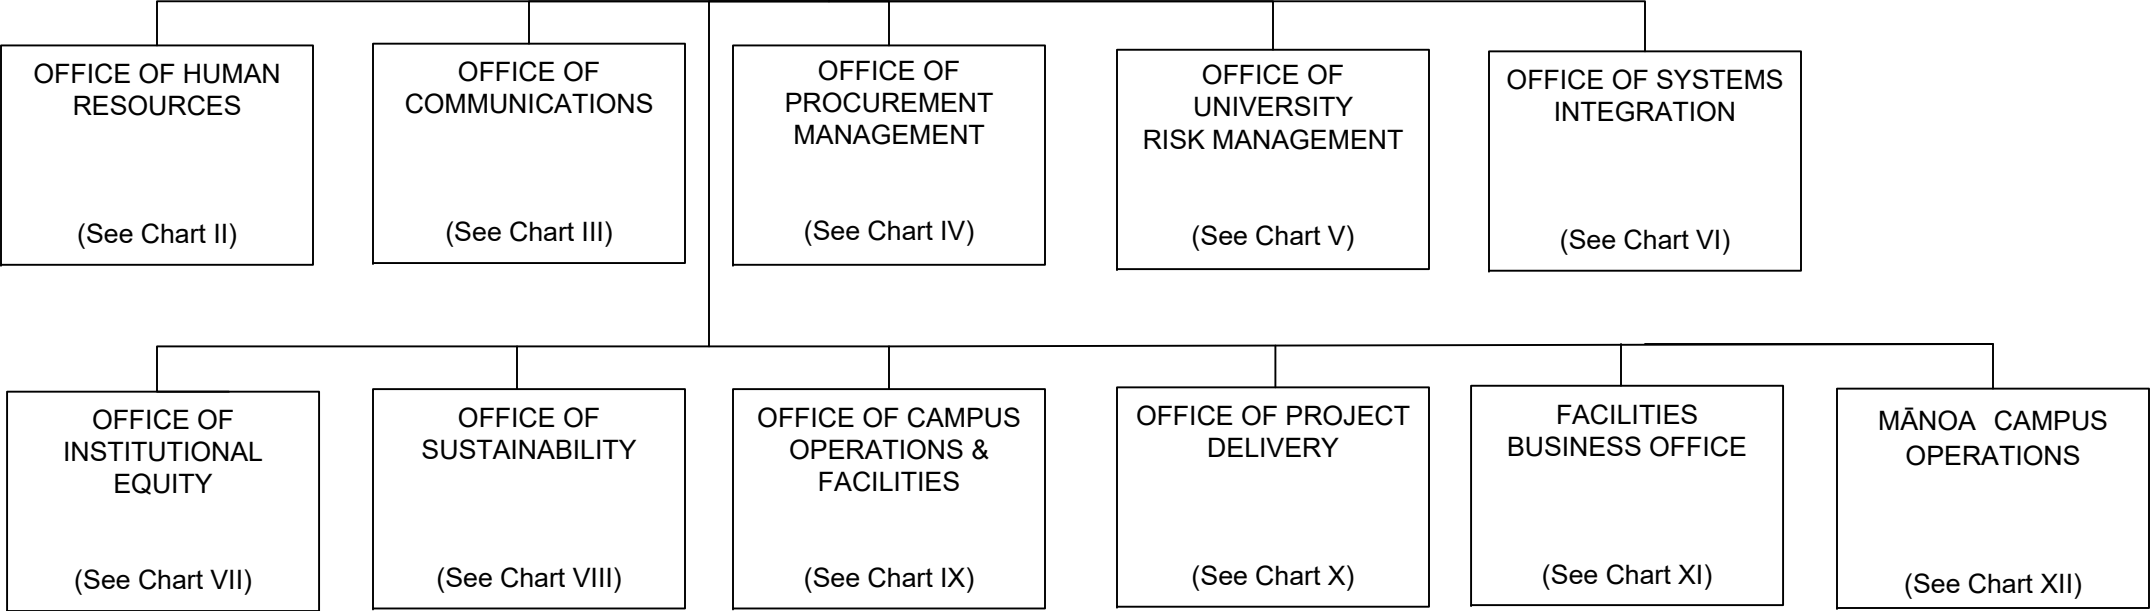 OFFICE OF HUMAN
RESOURCES
(See Chart II)
OFFICE OF
COMMUNICATIONS
(See Chart III)
OFFICE OF
PROCUREMENT
MANAGEMENT
(See Chart IV)
OFFICE OF
UNIVERSITY
RISK MANAGEMENT
(See Chart V)
OFFICE OF SYSTEMS
INTEGRATION
(See Chart VI)
OFFICE OF
INSTITUTIONAL
EQUITY
(See Chart VII)
OFFICE OF
SUSTAINABILITY
(See Chart VIII)
OFFICE OF CAMPUS
OPERATIONS &
FACILITIES
(See Chart IX)
OFFICE OF PROJECT
DELIVERY
(See Chart X)
FACILITIES
BUSINESS OFFICE
(See Chart XI)
MĀNOA CAMPUS
OPERATIONS
(See Chart XII)